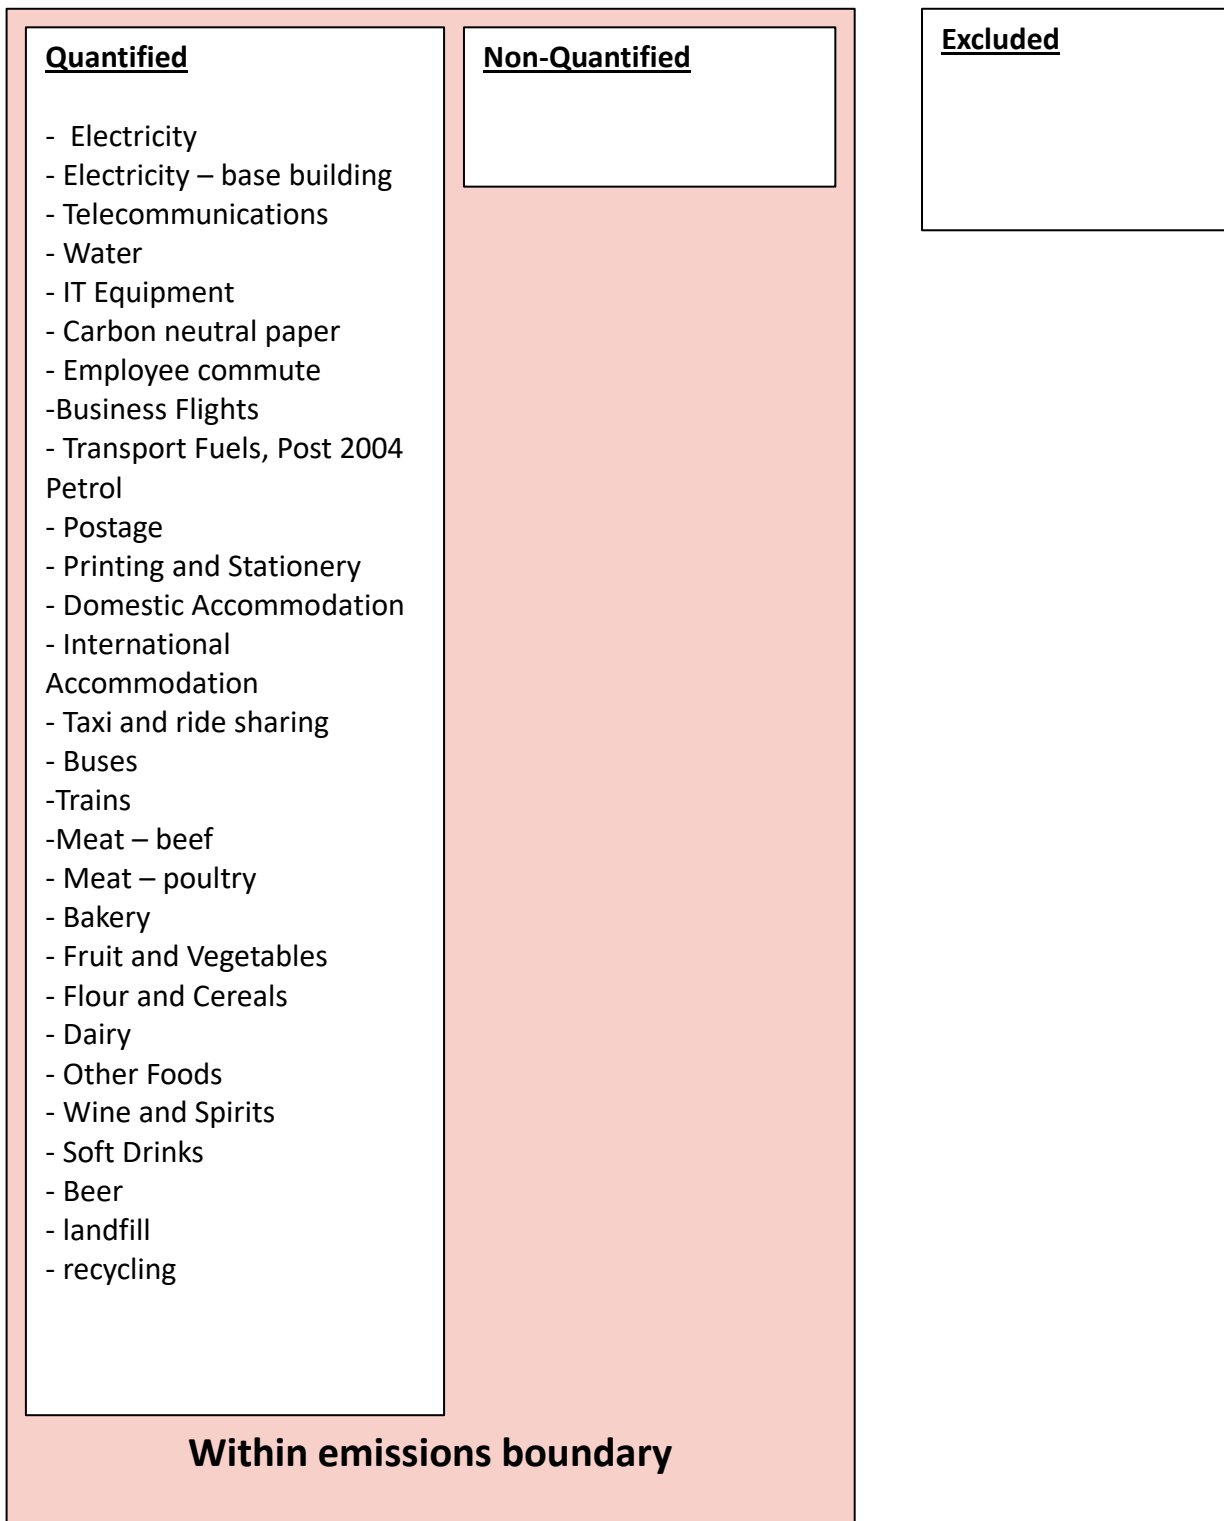 Quantified
- Electricity
- Electricity – base building
- Telecommunications
- Water
- IT Equipment
- Carbon neutral paper
- Employee commute
-Business Flights
- Transport Fuels, Post 2004
Petrol
- Postage
- Printing and Stationery
- Domestic Accommodation
- International
Accommodation
- Taxi and ride sharing
- Buses
-Trains
-Meat – beef
- Meat – poultry
- Bakery
- Fruit and Vegetables
- Flour and Cereals
- Dairy
- Other Foods
- Wine and Spirits
- Soft Drinks
- Beer
- landfill
- recycling
Non-Quantified
Within emissions boundary
Excluded